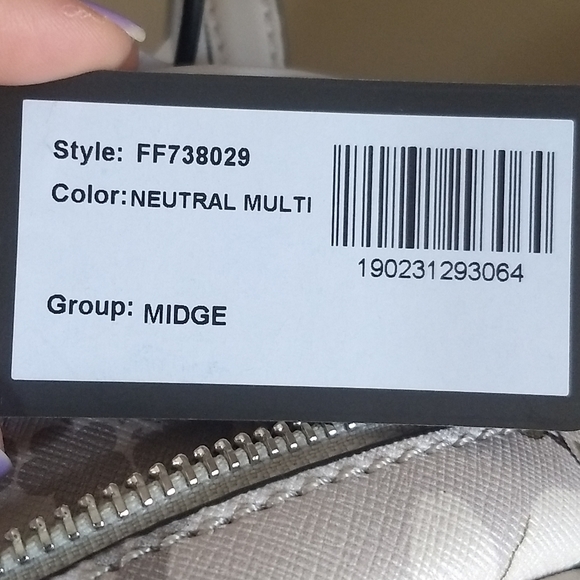 Style: FF738029
Color: NEUTRAL MULTI
190231293064
Group: MIDGE